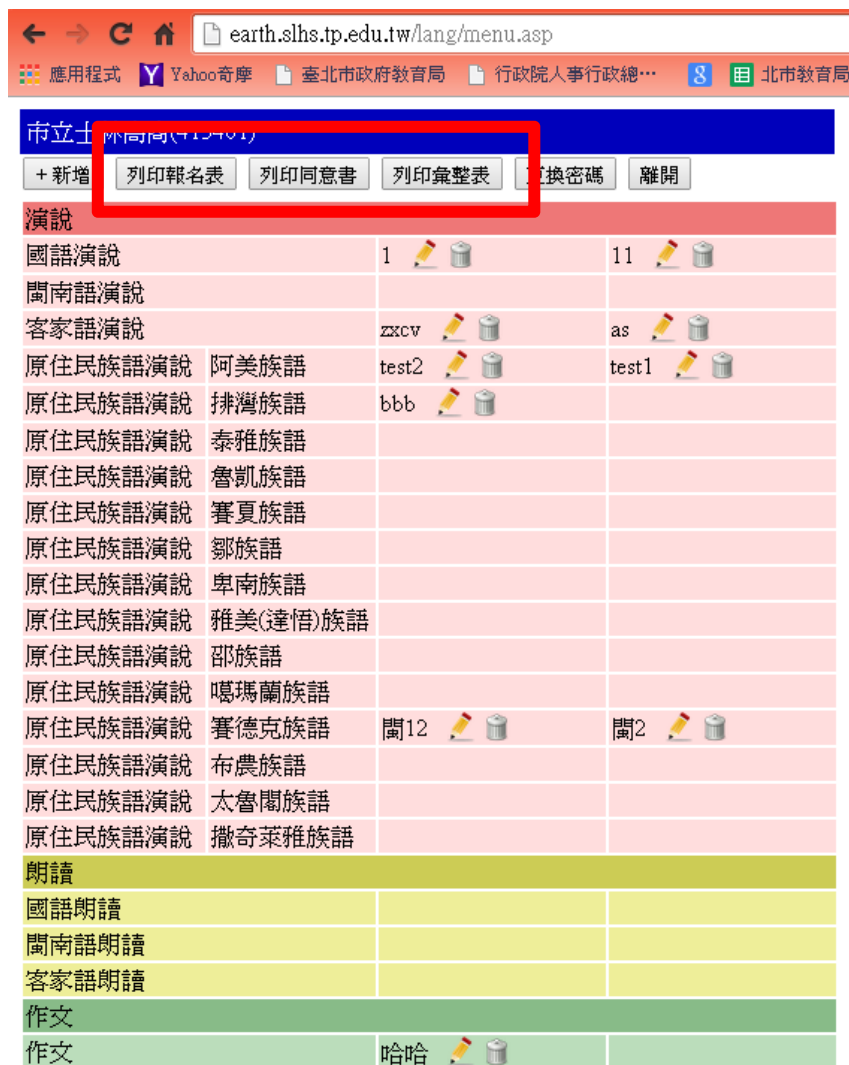 earth.slhs.tp.edu.tw/lang/menu.asp
應用程式 Yahoo奇摩 臺北市政府教育局 行政院人事行政總… 8 北市教育局
市立士林高商(415401)
+新增 列印報名表 列印同意書 列印彙整表 更換密碼 離開
演說
國語演說 1 11
閩南語演說
客家語演說 zxcv as
原住民族語演說 阿美族語 test2 test1
原住民族語演說 排灣族語 bbb
原住民族語演說 泰雅族語
原住民族語演說 魯凱族語
原住民族語演說 賽夏族語
原住民族語演說 鄒族語
原住民族語演說 卑南族語
原住民族語演說 雅美(達悟)族語
原住民族語演說 邵族語
原住民族語演說 噶瑪蘭族語
原住民族語演說 賽德克族語 閩12 閩2
原住民族語演說 布農族語
原住民族語演說 太魯閣族語
原住民族語演說 撒奇萊雅族語
朗讀
國語朗讀
閩南語朗讀
客家語朗讀
作文
作文 哈哈